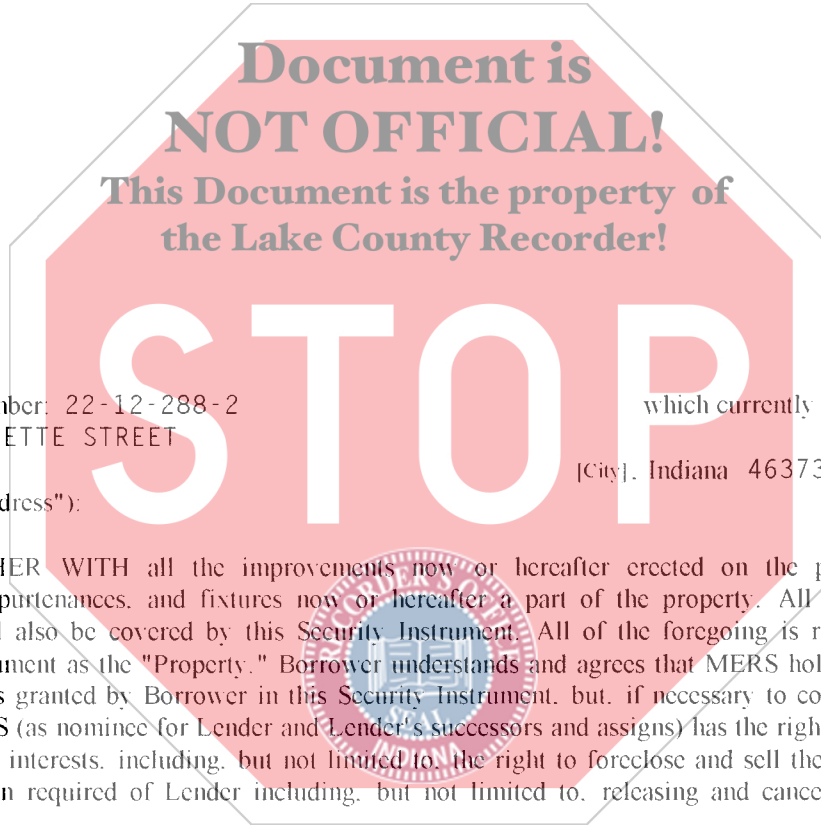 Document is
NOT OFFICIAL!
This Document is the property of
the Lake County Recorder!
STOP
nber: 22-12-288-2 which currently
ETTE STREET
[City], Indiana 46373
dress"):
HER WITH all the improvements now or hereafter erected on the p
purtenances, and fixtures now or hereafter a part of the property. All
l also be covered by this Security Instrument. All of the foregoing is r
ument as the "Property." Borrower understands and agrees that MERS hol
s granted by Borrower in this Security Instrument, but, if necessary to co
S (as nominee for Lender and Lender's successors and assigns) has the righ
interests, including, but not limited to, the right to foreclose and sell the
n required of Lender including, but not limited to, releasing and cance
RECORDER'S OFFICE
SEAL
INDIANA